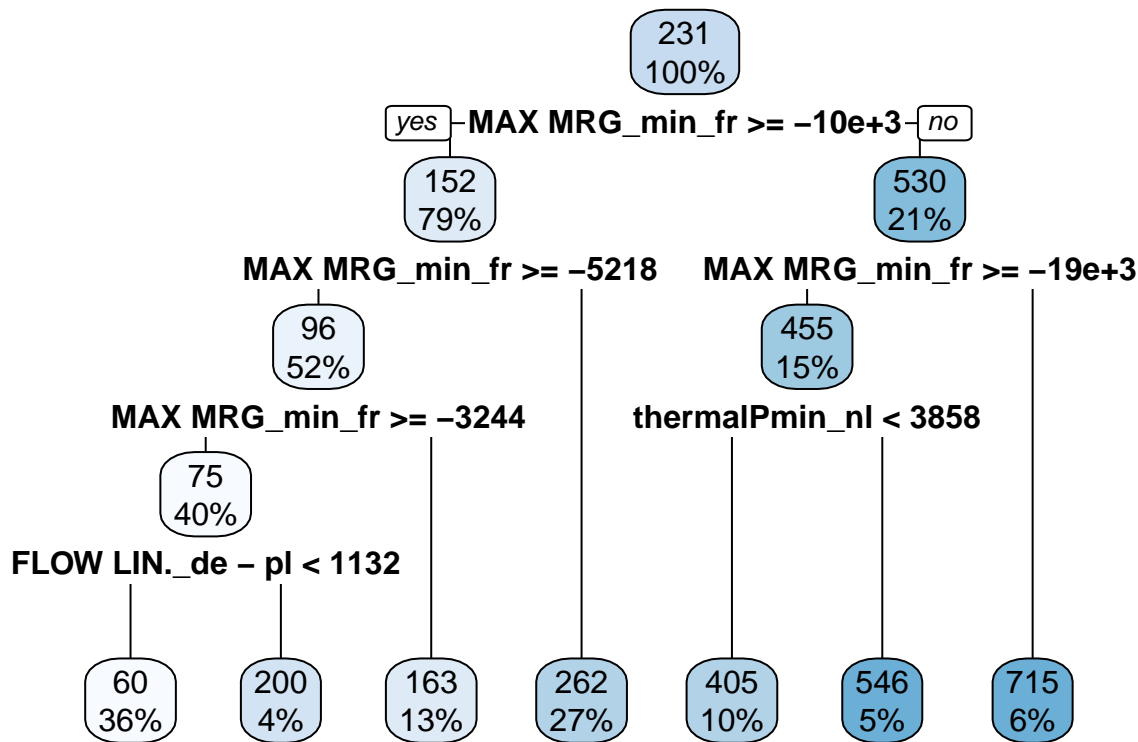 231
100%
yes MAX MRG_min_fr >= −10e+3 no
152
79%
530
21%
MAX MRG_min_fr >= −5218 MAX MRG_min_fr >= −19e+3
96
52%
455
15%
MAX MRG_min_fr >= −3244 thermalPmin_nl < 3858
75
40%
FLOW LIN._de − pl < 1132
60 200 163 262 405 546 715
36% 4% 13% 27% 10% 5% 6%